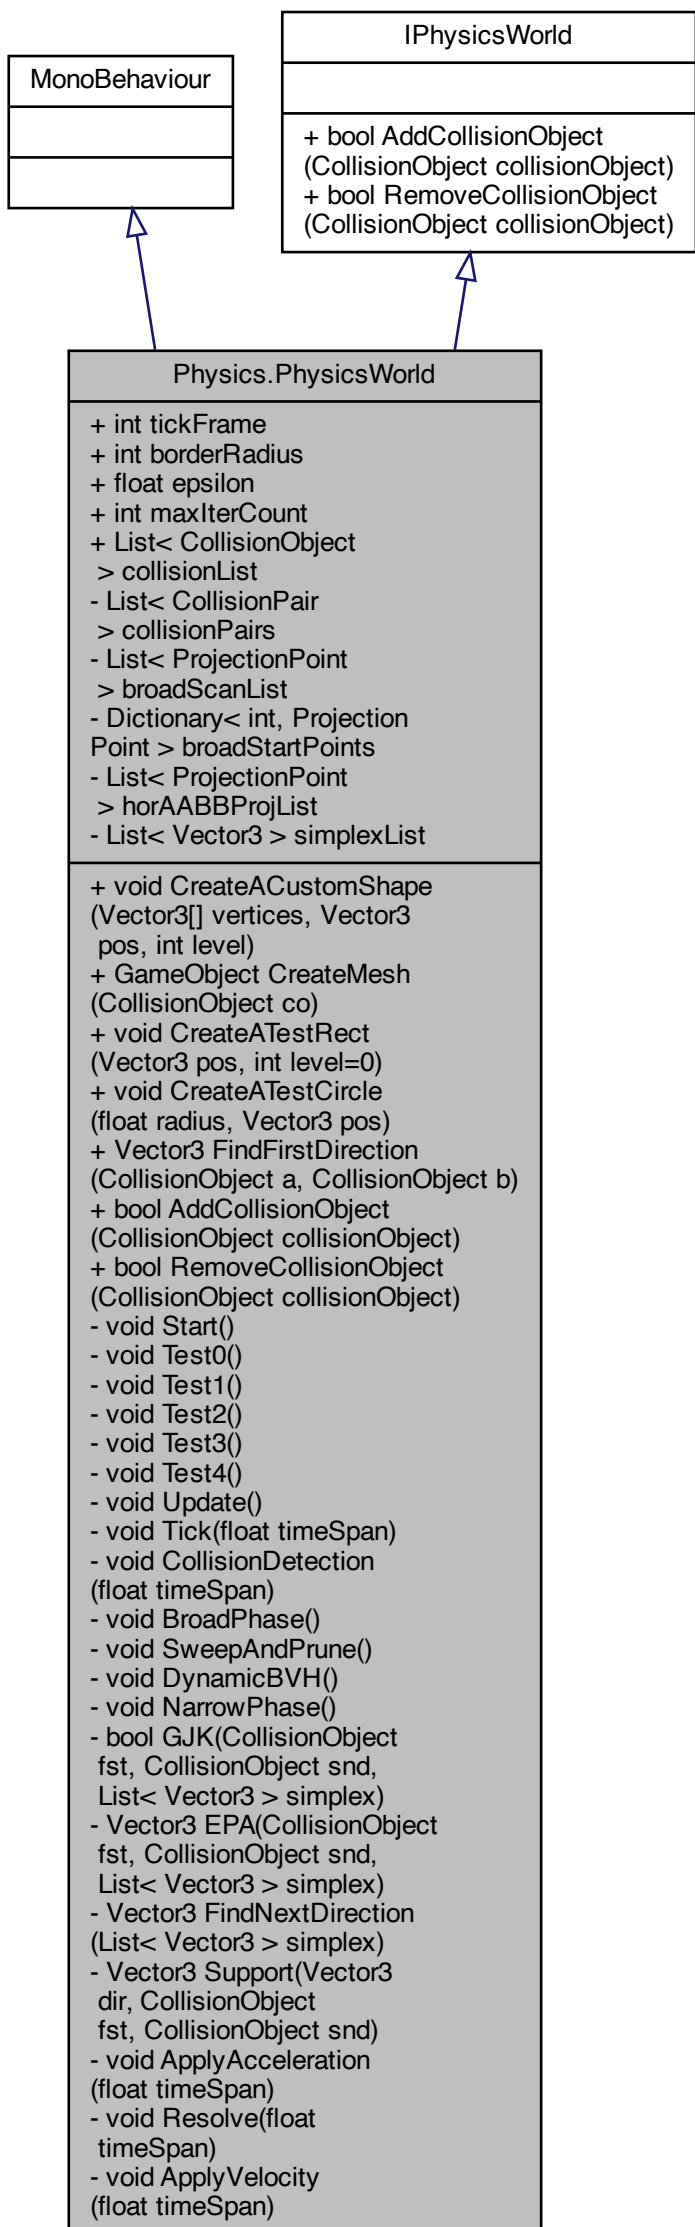 IPhysicsWorld
+ bool AddCollisionObject
(CollisionObject collisionObject)
+ bool RemoveCollisionObject
(CollisionObject collisionObject)
MonoBehaviour
Physics.PhysicsWorld
+ int tickFrame
+ int borderRadius
+ float epsilon
+ int maxIterCount
+ List< CollisionObject
> collisionList
- List< CollisionPair
> collisionPairs
- List< ProjectionPoint
> broadScanList
- Dictionary< int, Projection
Point > broadStartPoints
- List< ProjectionPoint
> horAABBProjList
- List< Vector3 > simplexList
+ void CreateACustomShape
(Vector3[] vertices, Vector3
pos, int level)
+ GameObject CreateMesh
(CollisionObject co)
+ void CreateATestRect
(Vector3 pos, int level=0)
+ void CreateATestCircle
(float radius, Vector3 pos)
+ Vector3 FindFirstDirection
(CollisionObject a, CollisionObject b)
+ bool AddCollisionObject
(CollisionObject collisionObject)
+ bool RemoveCollisionObject
(CollisionObject collisionObject)
- void Start()
- void Test0()
- void Test1()
- void Test2()
- void Test3()
- void Test4()
- void Update()
- void Tick(float timeSpan)
- void CollisionDetection
(float timeSpan)
- void BroadPhase()
- void SweepAndPrune()
- void DynamicBVH()
- void NarrowPhase()
- bool GJK(CollisionObject
fst, CollisionObject snd,
List< Vector3 > simplex)
- Vector3 EPA(CollisionObject
fst, CollisionObject snd,
List< Vector3 > simplex)
- Vector3 FindNextDirection
(List< Vector3 > simplex)
- Vector3 Support(Vector3
dir, CollisionObject
fst, CollisionObject snd)
- void ApplyAcceleration
(float timeSpan)
- void Resolve(float
timeSpan)
- void ApplyVelocity
(float timeSpan)